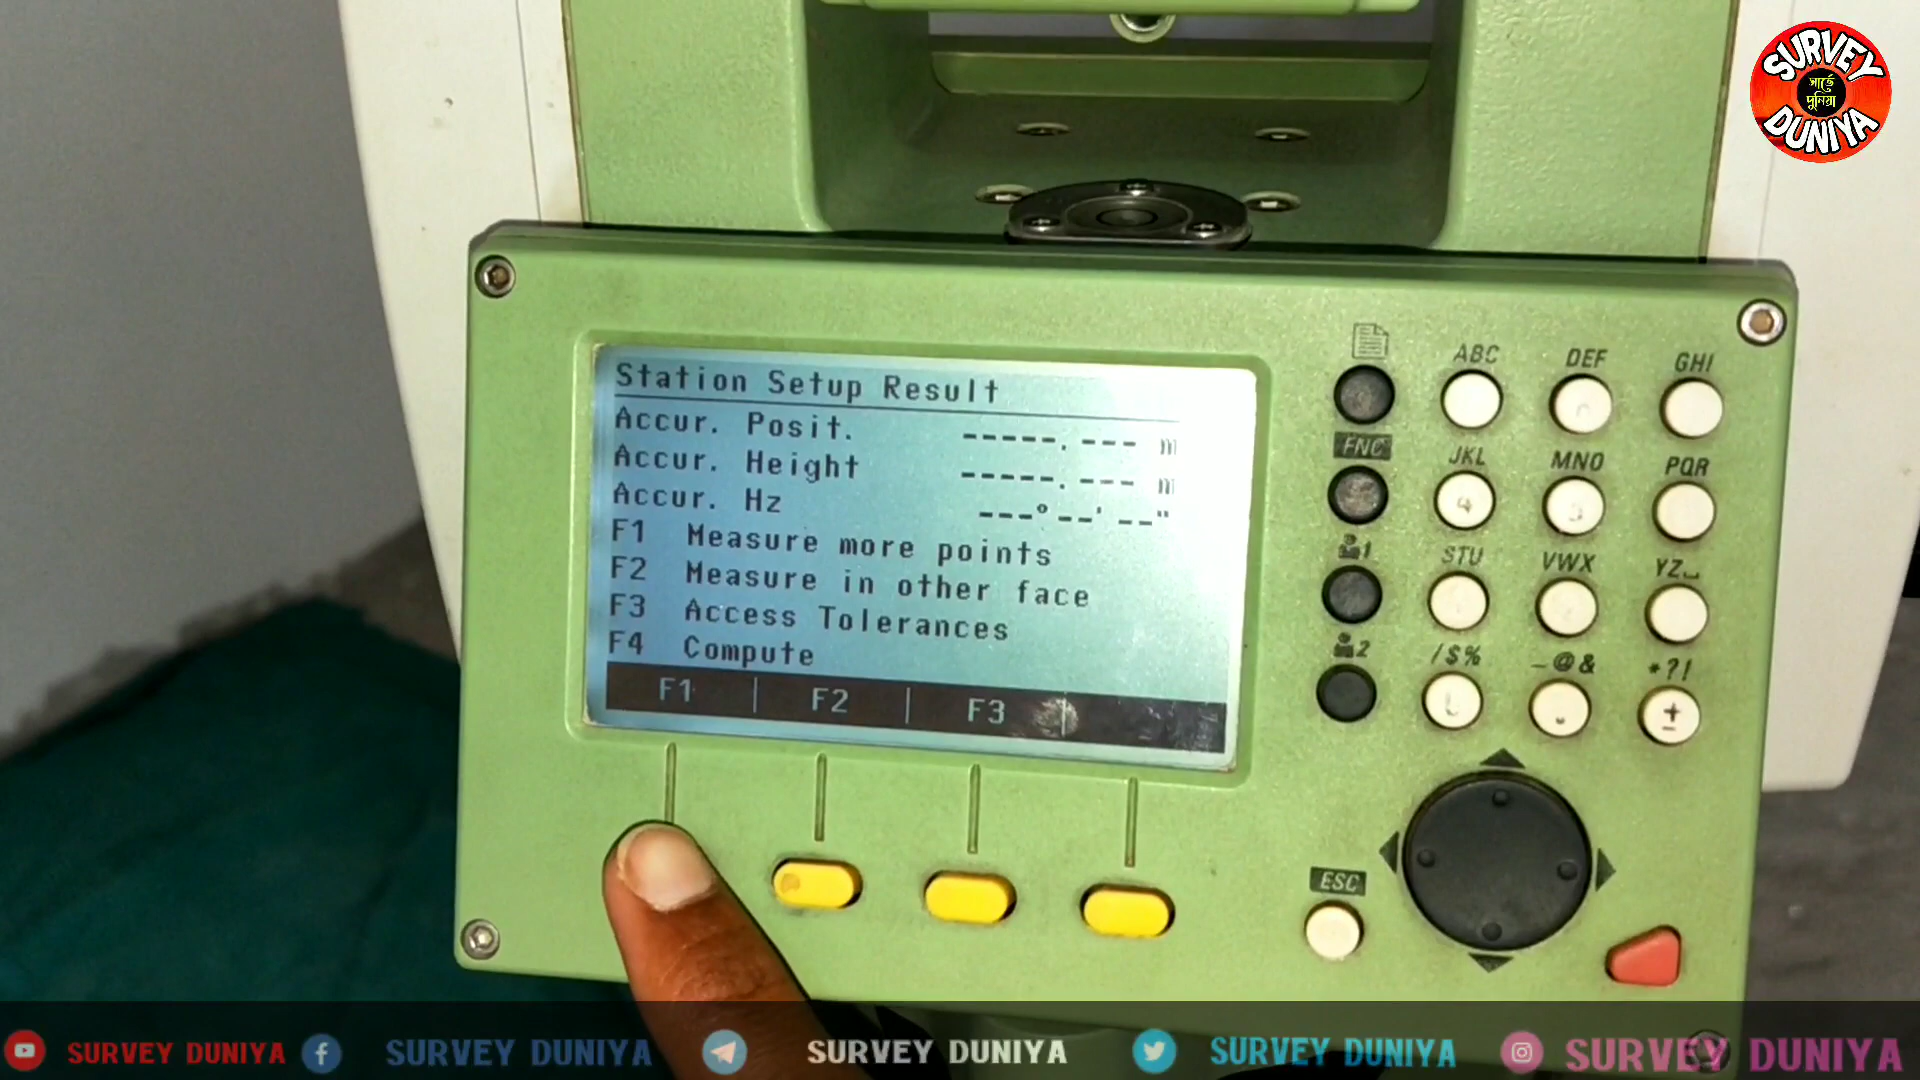 SURVEY
সার্ভে
দুনিয়া
DUNIYA
Station Setup Result
Accur. Posit. -----.--- m
Accur. Height -----.--- m
Accur. Hz ---°--'--"
F1 Measure more points
F2 Measure in other face
F3 Access Tolerances
F4 Compute
F1 | F2 | F3 |
ABC DEF GHI
FNC
JKL MNO PQR
1
STU VWX YZ
2
/$% _@& *?!
. ±
ESC
SURVEY DUNIYA
SURVEY DUNIYA
SURVEY DUNIYA
SURVEY DUNIYA
SURVEY DUNIYA